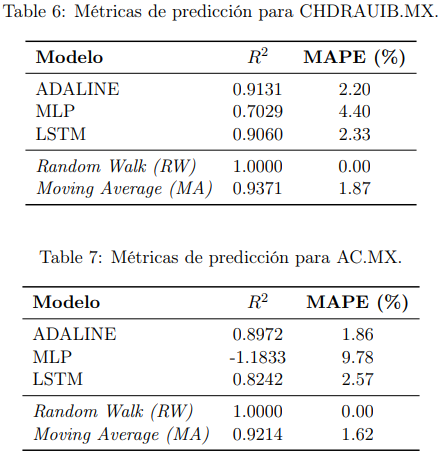 Table 6: Métricas de predicción para CHDRAUIB.MX.
Modelo R² MAPE (%)
ADALINE 0.9131 2.20
MLP 0.7029 4.40
LSTM 0.9060 2.33
Random Walk (RW) 1.0000 0.00
Moving Average (MA) 0.9371 1.87
Table 7: Métricas de predicción para AC.MX.
Modelo R² MAPE (%)
ADALINE 0.8972 1.86
MLP -1.1833 9.78
LSTM 0.8242 2.57
Random Walk (RW) 1.0000 0.00
Moving Average (MA) 0.9214 1.62